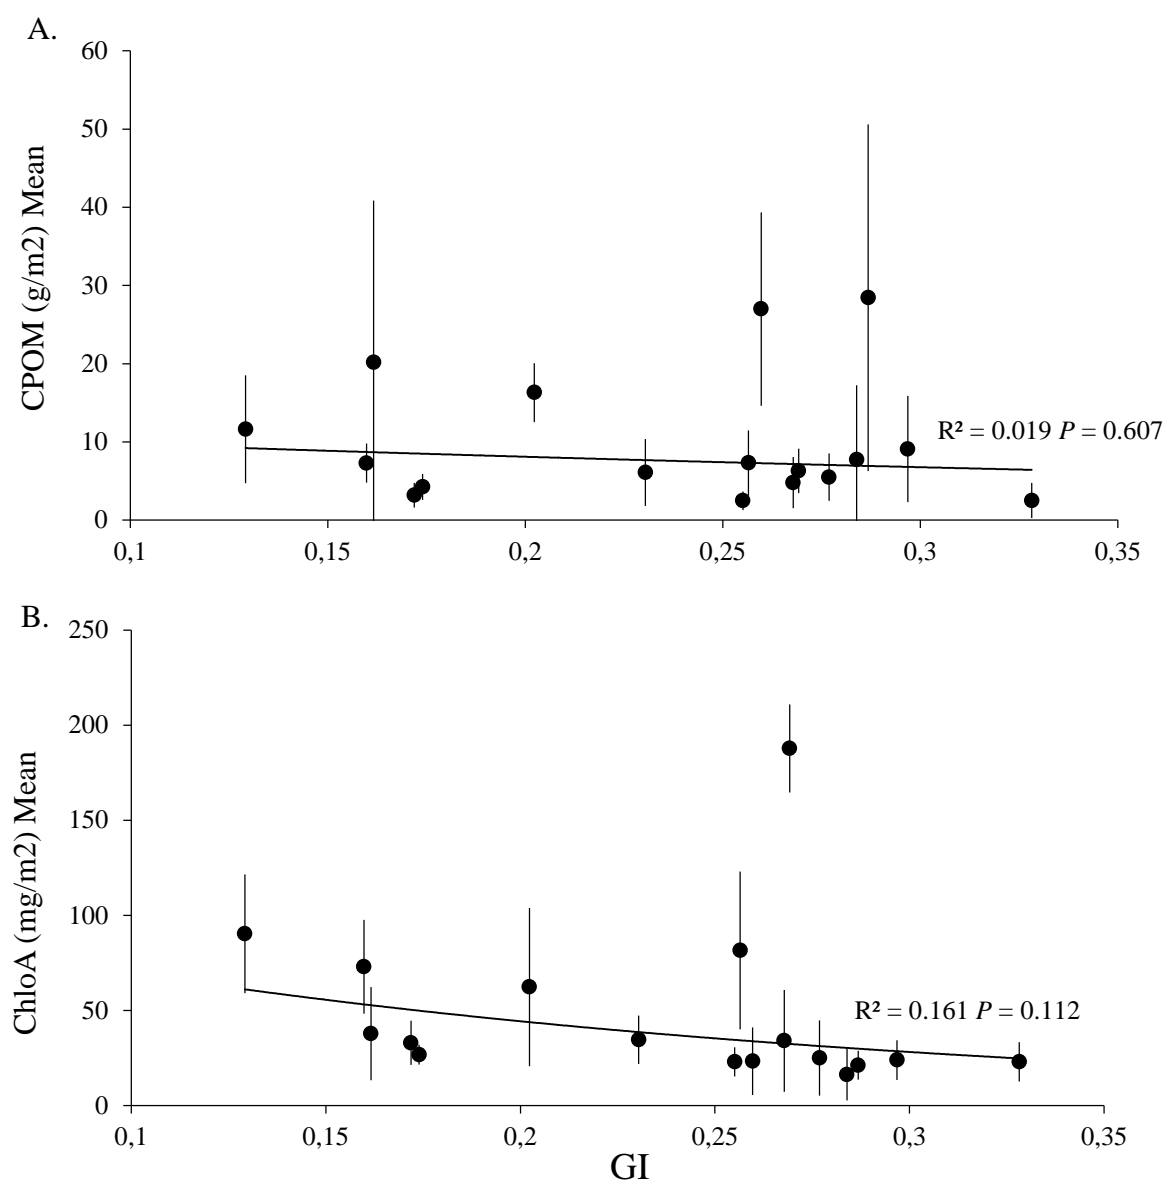 A.
60
50
40
30
20
10
0
CPOM (g/m2) Mean
R² = 0.019 P = 0.607
0,1 0,15 0,2 0,25 0,3 0,35
B.
250
200
150
100
50
0
ChloA (mg/m2) Mean
R² = 0.161 P = 0.112
0,1 0,15 0,2 0,25 0,3 0,35
GI